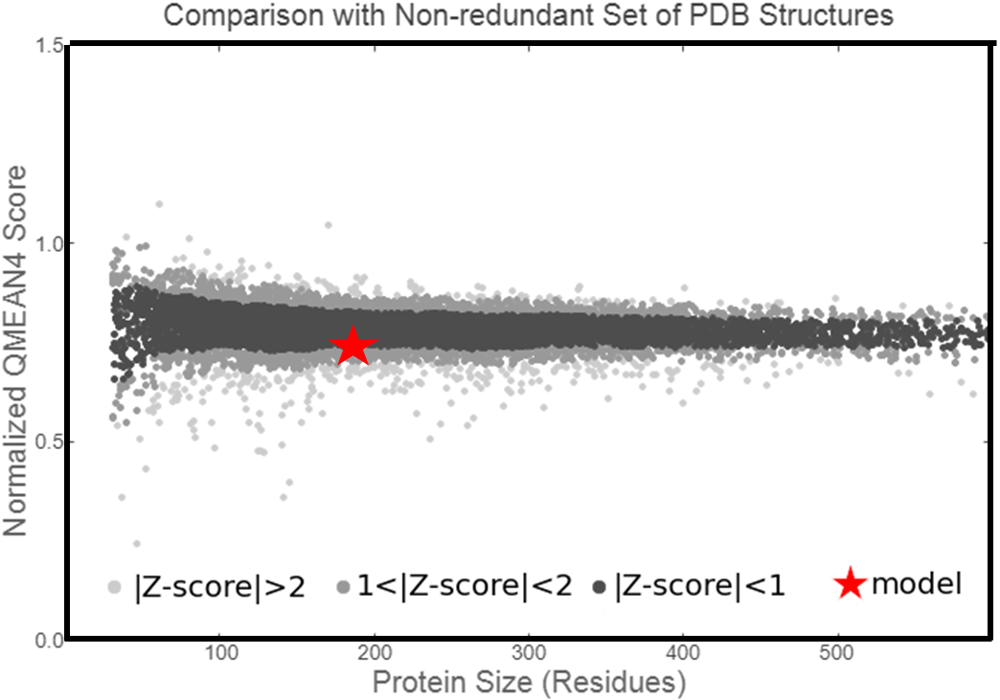 Comparison with Non-redundant Set of PDB Structures
Normalized QMEAN4 Score
1.5
1.0
0.5
0.0
|Z-score|>2 1<|Z-score|<2 |Z-score|<1 model
100 200 300 400 500
Protein Size (Residues)